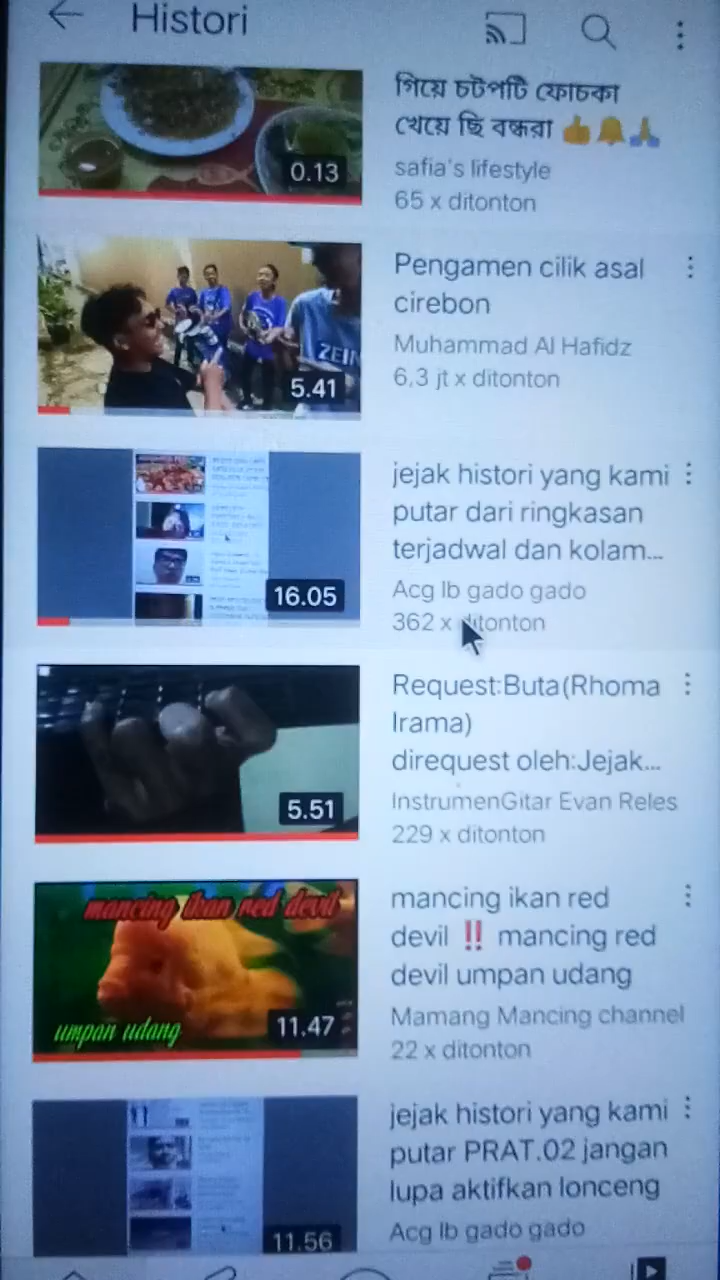 Histori
গিয়ে চটপটি ফোচকা
খেয়ে ছি বন্ধরা 👍🔔🙏
safia's lifestyle
65 x ditonton
0.13
Pengamen cilik asal
cirebon
Muhammad Al Hafidz
6,3 jt x ditonton
ZEIN
5.41
jejak histori yang kami
putar dari ringkasan
terjadwal dan kolam...
Acg lb gado gado
362 x ditonton
16.05
Request:Buta(Rhoma
Irama)
direquest oleh:Jejak...
InstrumenGitar Evan Reles
229 x ditonton
5.51
mancing ikan red devil
umpan udang
11.47
mancing ikan red
devil ‼️ mancing red
devil umpan udang
Mamang Mancing channel
22 x ditonton
jejak histori yang kami
putar PRAT.02 jangan
lupa aktifkan lonceng
Acg lb gado gado
11.56